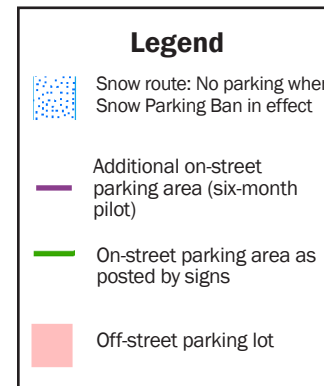 Legend
Snow route: No parking when
Snow Parking Ban in effect
Additional on-street
parking area (six-month
pilot)
On-street parking area as
posted by signs
Off-street parking lot